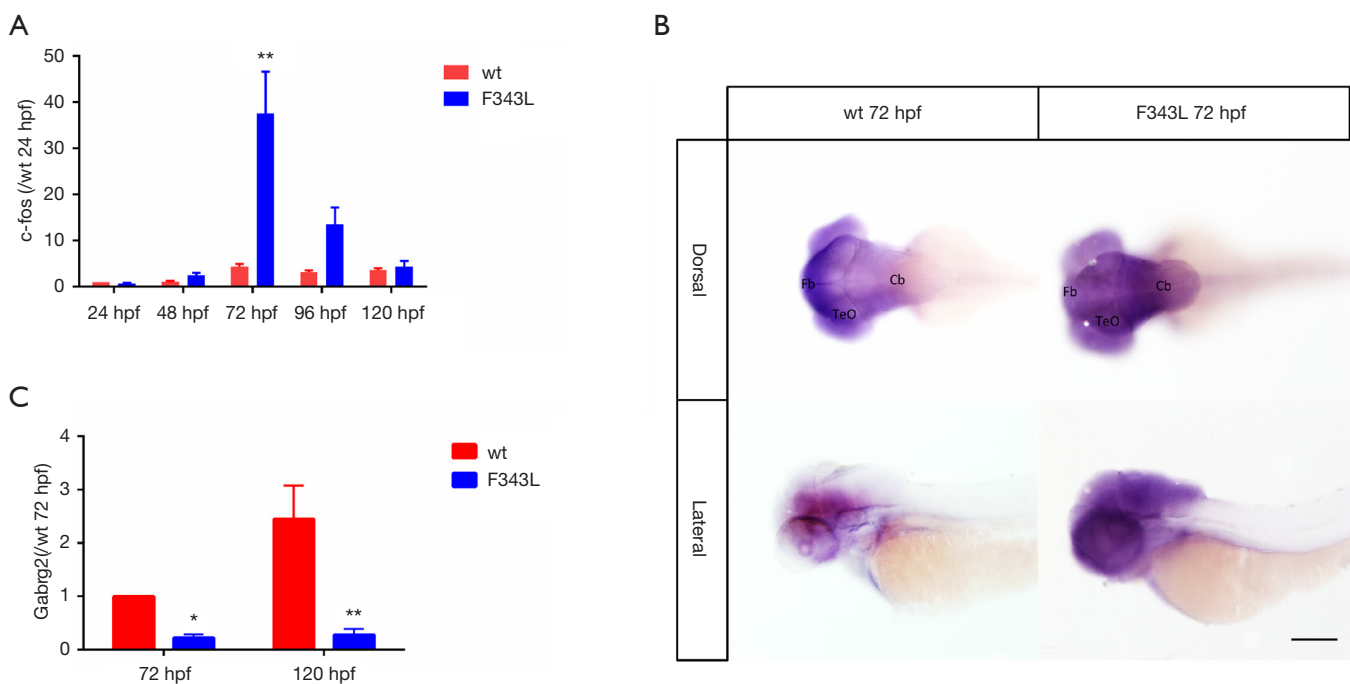 A
c-fos (/wt 24 hpf)
50
40
30
20
10
0
**
wt
F343L
24 hpf 48 hpf 72 hpf 96 hpf 120 hpf
B
wt 72 hpf F343L 72 hpf
Dorsal
Fb
TeO
Cb
Fb
TeO
Cb
Lateral
C
Gabrg2(/wt 72 hpf)
4
3
2
1
0
*
**
wt
F343L
72 hpf 120 hpf